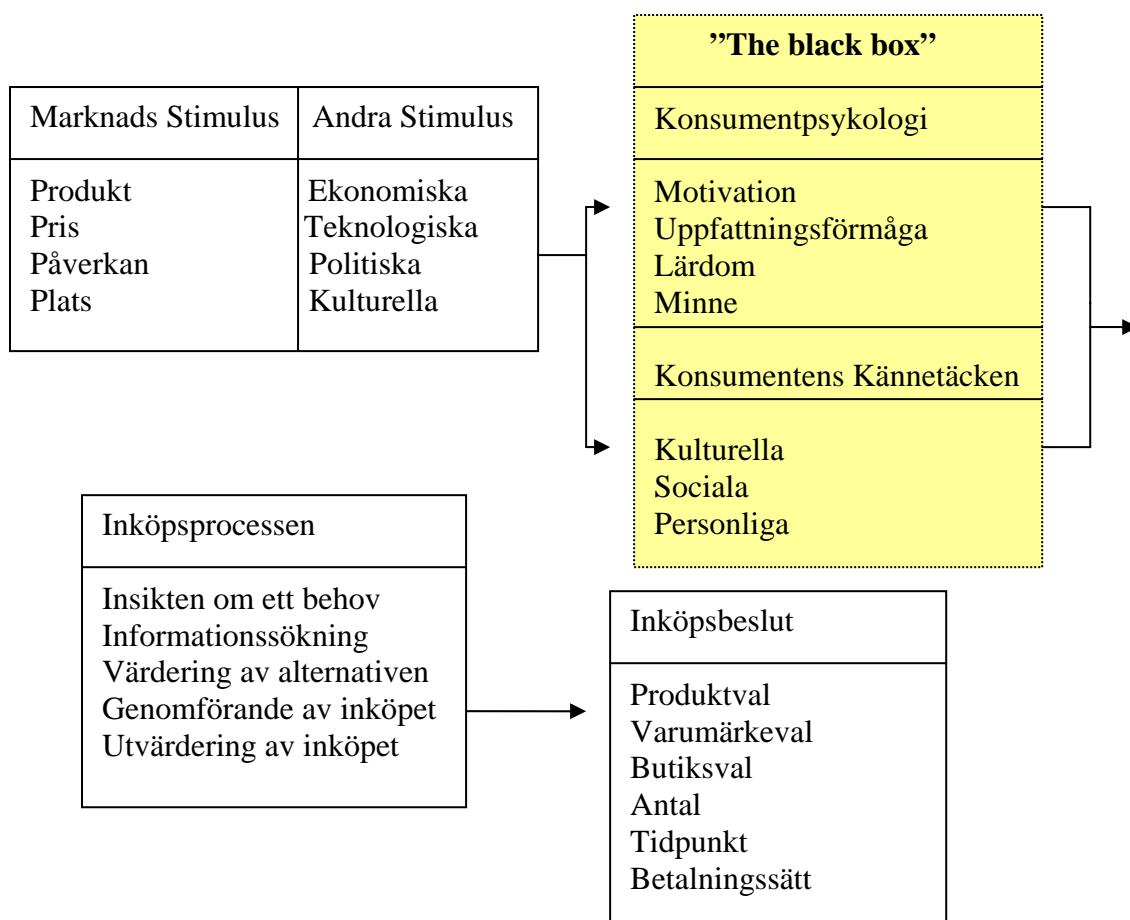 ”The black box”
Marknads Stimulus
Andra Stimulus
Produkt
Pris
Påverkan
Plats
Ekonomiska
Teknologiska
Politiska
Kulturella
Konsumentpsykologi
Motivation
Uppfattningsförmåga
Lärdom
Minne
Konsumentens Kännetäcken
Kulturella
Sociala
Personliga
Inköpsprocessen
Insikten om ett behov
Informationssökning
Värdering av alternativen
Genomförande av inköpet
Utvärdering av inköpet
Inköpsbeslut
Produktval
Varumärkeval
Butiksval
Antal
Tidpunkt
Betalningssätt